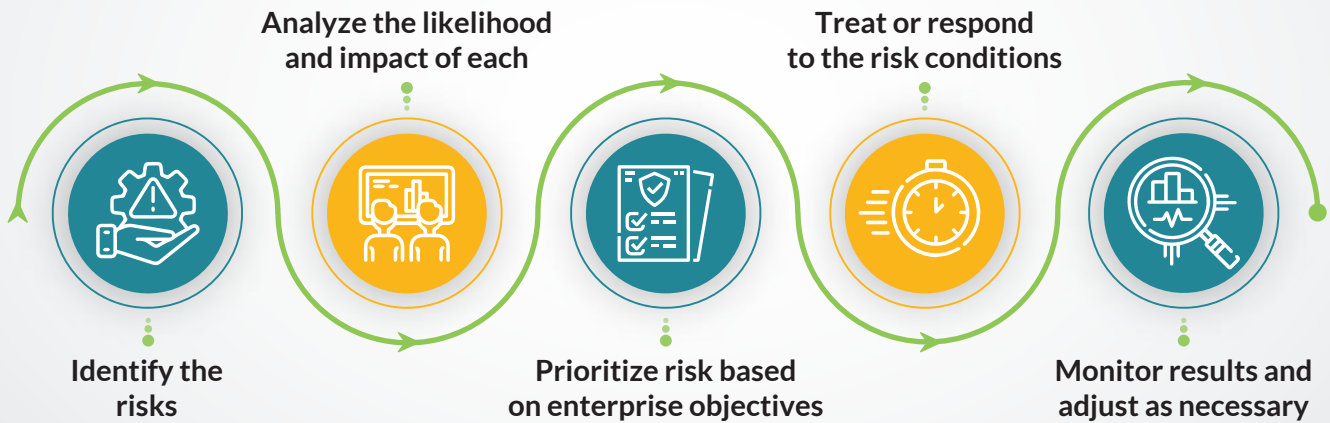 Identify the
risks
Analyze the likelihood
and impact of each
Prioritize risk based
on enterprise objectives
Treat or respond
to the risk conditions
Monitor results and
adjust as necessary